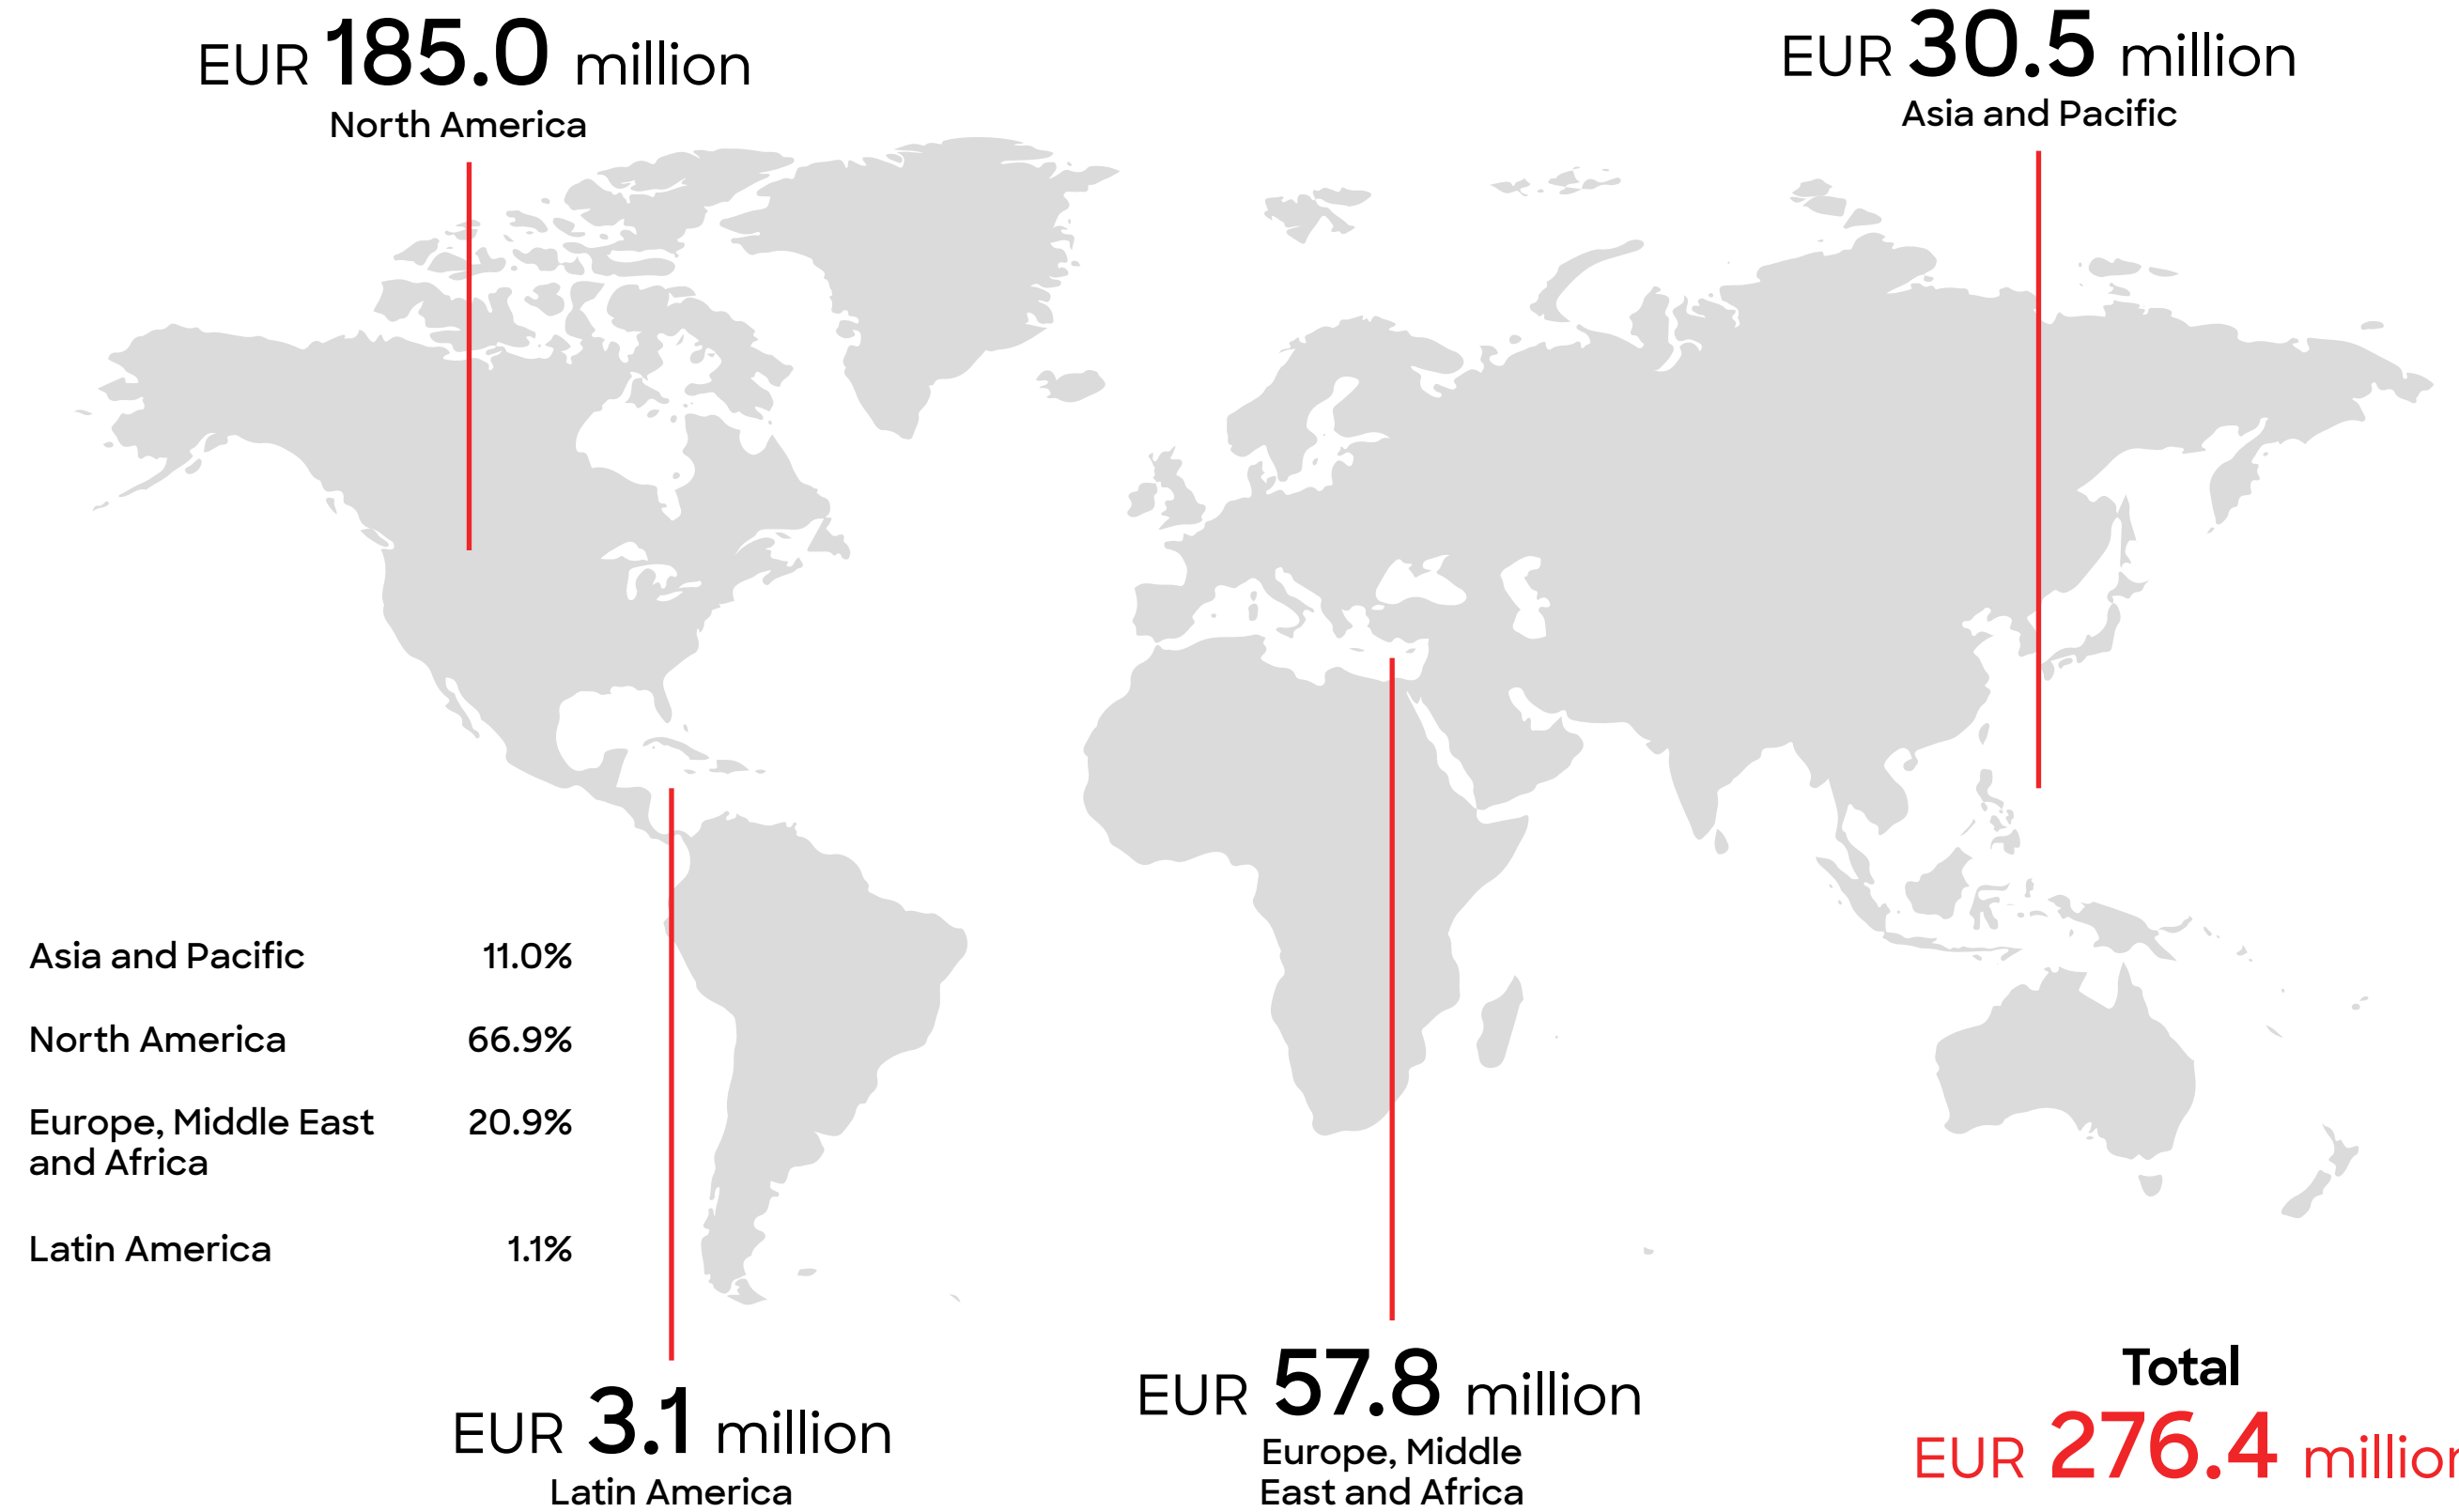 EUR 185.0 million
North America
EUR 30.5 million
Asia and Pacific
Asia and Pacific 11.0%
North America 66.9%
Europe, Middle East 20.9%
and Africa
Latin America 1.1%
EUR 3.1 million
Latin America
EUR 57.8 million
Europe, Middle
East and Africa
Total
EUR 276.4 million